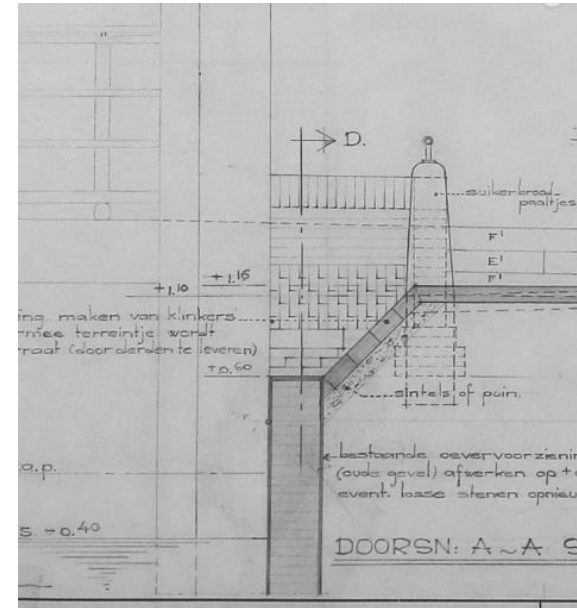 D.
suikerbrood
paaltjes
F'
E'
F'
+1.16
+1.10
ing maken van klinkers
rmee terreintje wordt
raat (door derden te leveren)
+0.60
sintels of puin.
bestaande oevervoorzienin
(oude gevel) afwerken op +
event. losse stenen opnieu
a.p.
S. -0.40
DOORSN: A~A S